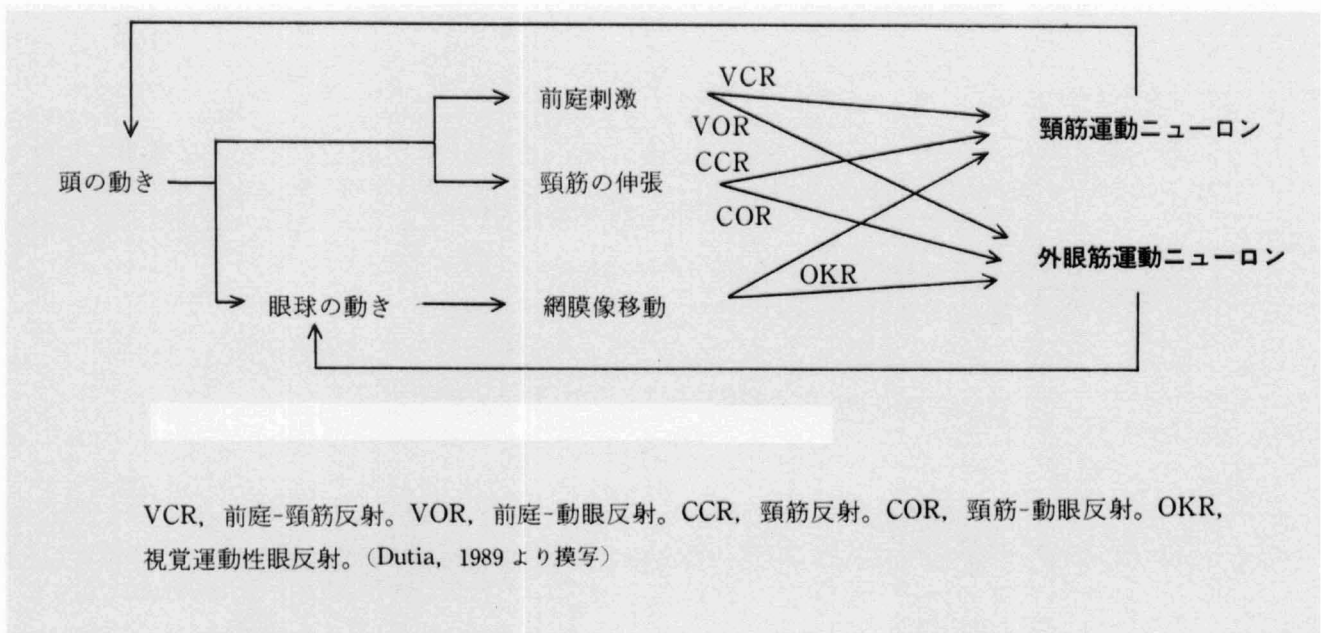 VCR
前庭刺激
VOR
頸筋運動ニューロン
CCR
頭の動き
頸筋の伸張
COR
外眼筋運動ニューロン
OKR
眼球の動き
網膜像移動
VCR, 前庭-頸筋反射。VOR, 前庭-動眼反射。CCR, 頸筋反射。COR, 頸筋-動眼反射。OKR,
視覚運動性眼反射。(Dutia, 1989 より摸写)